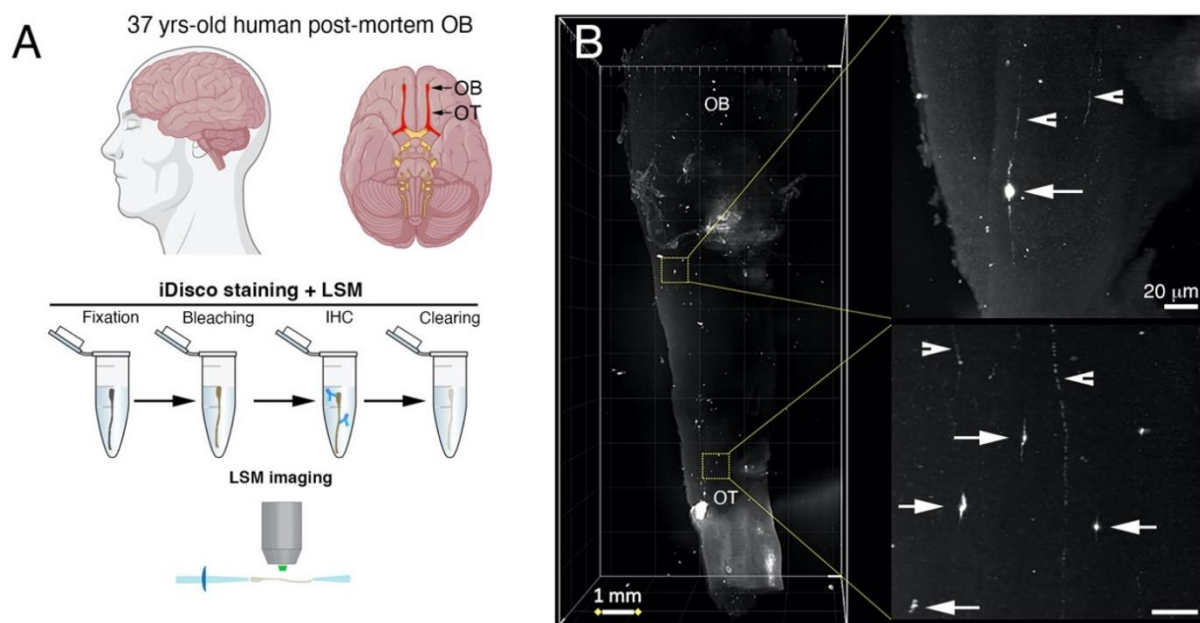 A
37 yrs-old human post-mortem OB
OB
OT
iDisco staining + LSM
Fixation
Bleaching
IHC
Clearing
LSM imaging
B
OB
OT
1 mm
20 μm